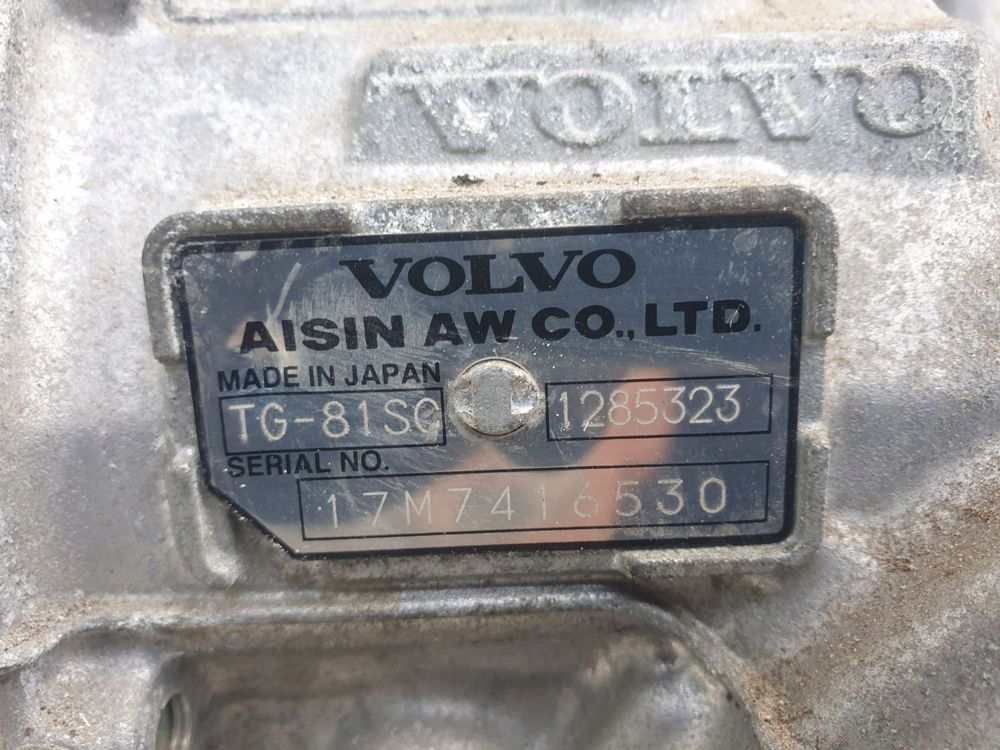 VOLVO
VOLVO
AISIN AW CO., LTD.
MADE IN JAPAN
TG-81SC 1285323
SERIAL NO.
17M7416530